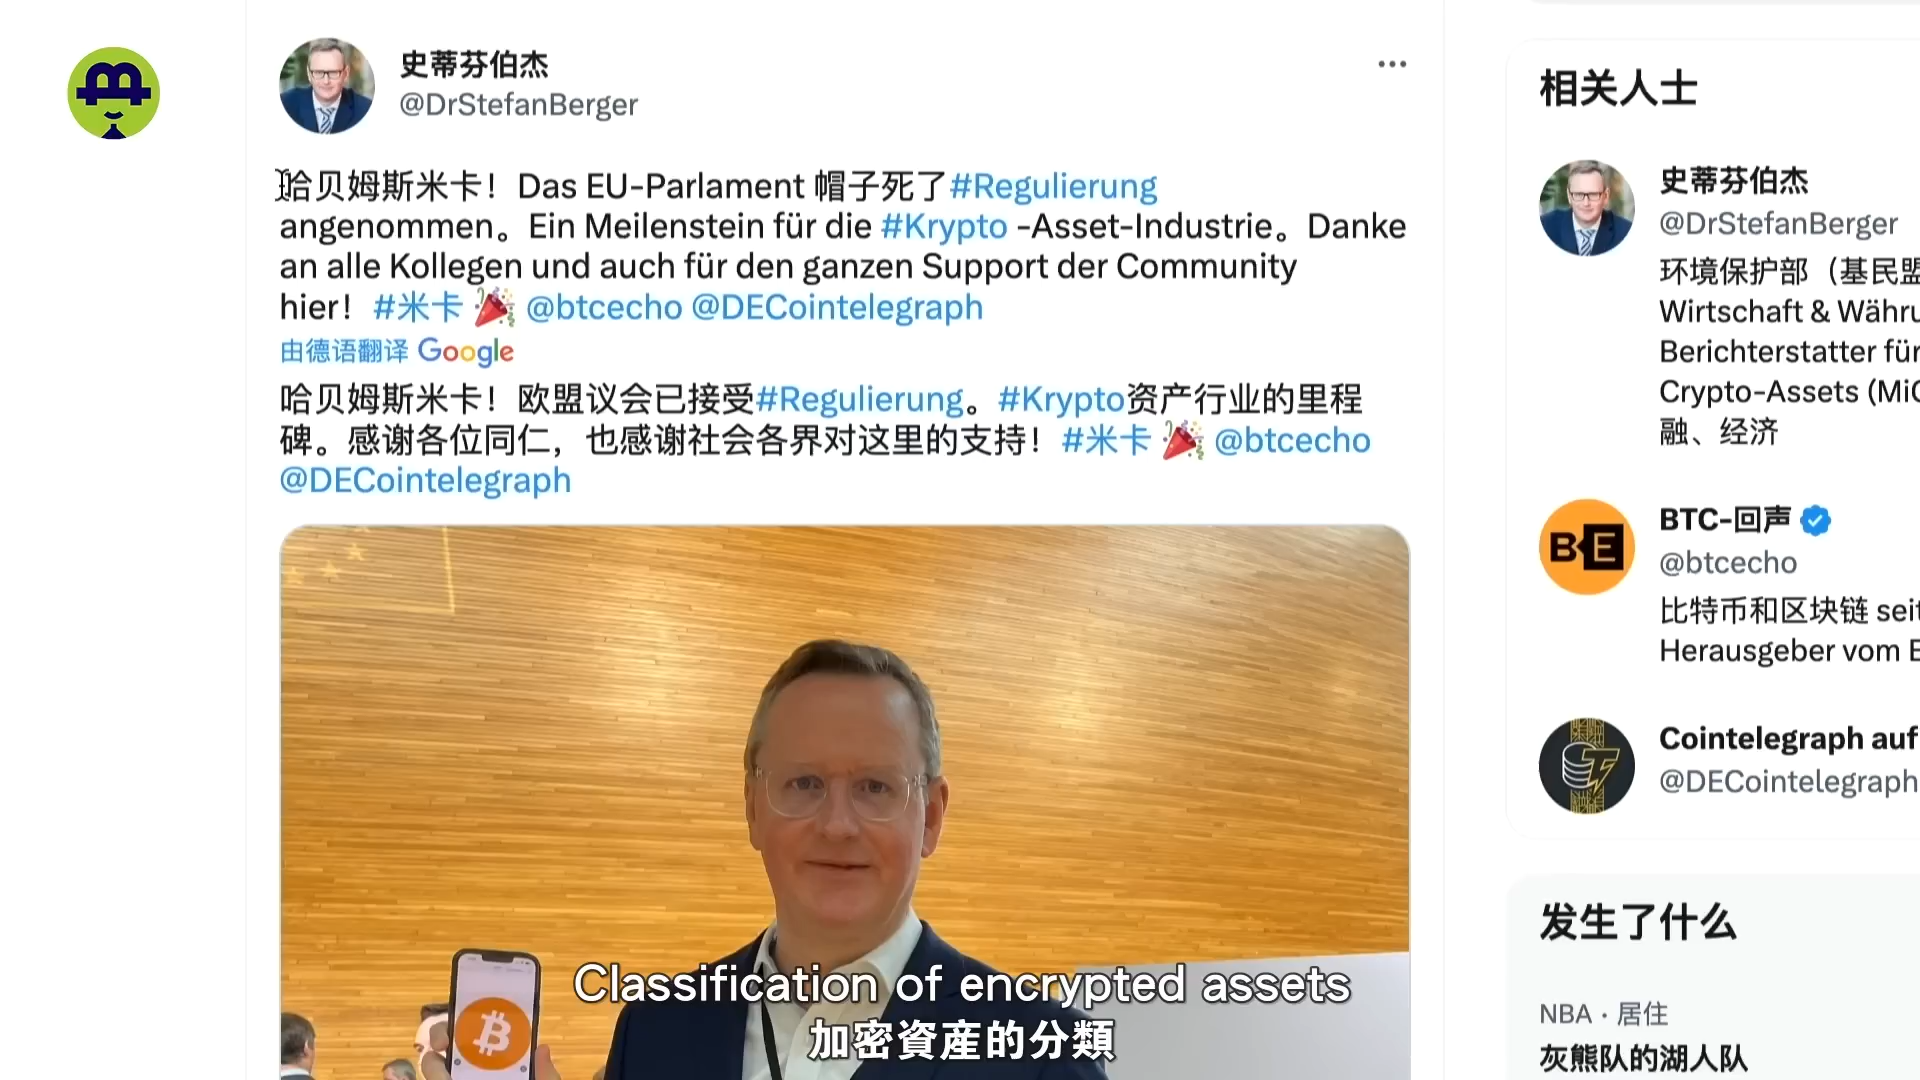 史蒂芬伯杰
@DrStefanBerger
哈贝姆斯米卡！Das EU-Parlament 帽子死了#Regulierung
angenommen。Ein Meilenstein für die #Krypto -Asset-Industrie。Danke
an alle Kollegen und auch für den ganzen Support der Community
hier！#米卡 🎉 @btcecho @DECointelegraph
由德语翻译 Google
哈贝姆斯米卡！欧盟议会已接受#Regulierung。#Krypto资产行业的里程
碑。感谢各位同仁，也感谢社会各界对这里的支持！#米卡 🎉 @btcecho
@DECointelegraph
Classification of encrypted assets
加密資産的分類
相关人士
史蒂芬伯杰
@DrStefanBerger
环境保护部（基民盟
Wirtschaft & Währu
Berichterstatter für
Crypto-Assets (MiC
融、经济
BTC-回声
@btcecho
比特币和区块链 seit
Herausgeber vom B
Cointelegraph auf
@DECointelegraph
发生了什么
NBA · 居住
灰熊队的湖人队